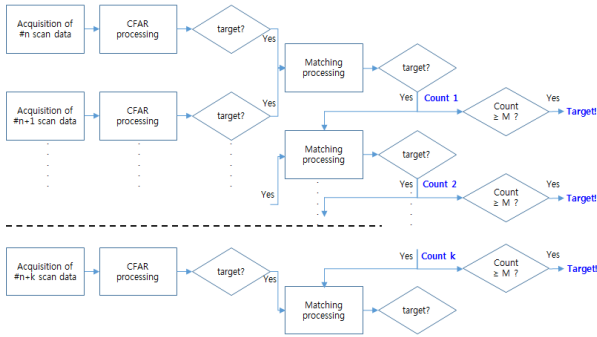 Acquisition of
#n scan data
CFAR
processing
target?
Yes
Matching
processing
target?
Yes
Count 1
Count
≥ M ?
Yes
Target!
Acquisition of
#n+1 scan data
CFAR
processing
target?
Yes
Matching
processing
target?
Yes
Yes
Count 2
Count
≥ M ?
Yes
Target!
Acquisition of
#n+k scan data
CFAR
processing
target?
Yes
Yes
Count k
Count
≥ M ?
Yes
Target!
Matching
processing
target?